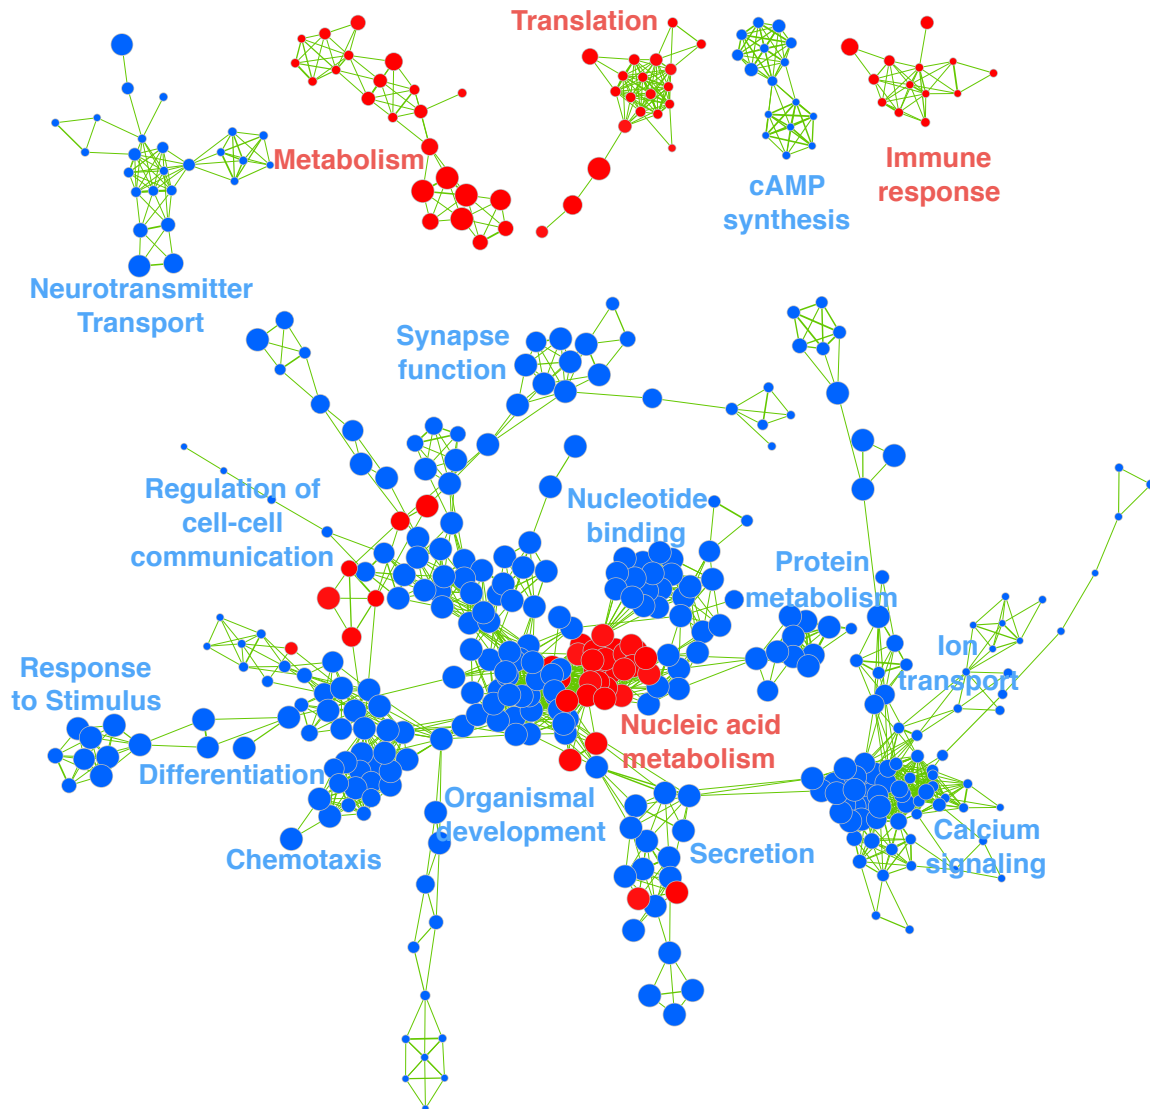 Translation
Metabolism
Immune
response
cAMP
synthesis
Neurotransmitter
Transport
Synapse
function
Regulation of
cell-cell
communication
Nucleotide
binding
Protein
metabolism
Ion
transport
Response
to Stimulus
Differentiation
Nucleic acid
metabolism
Organismal
development
Chemotaxis
Secretion
Calcium
signaling